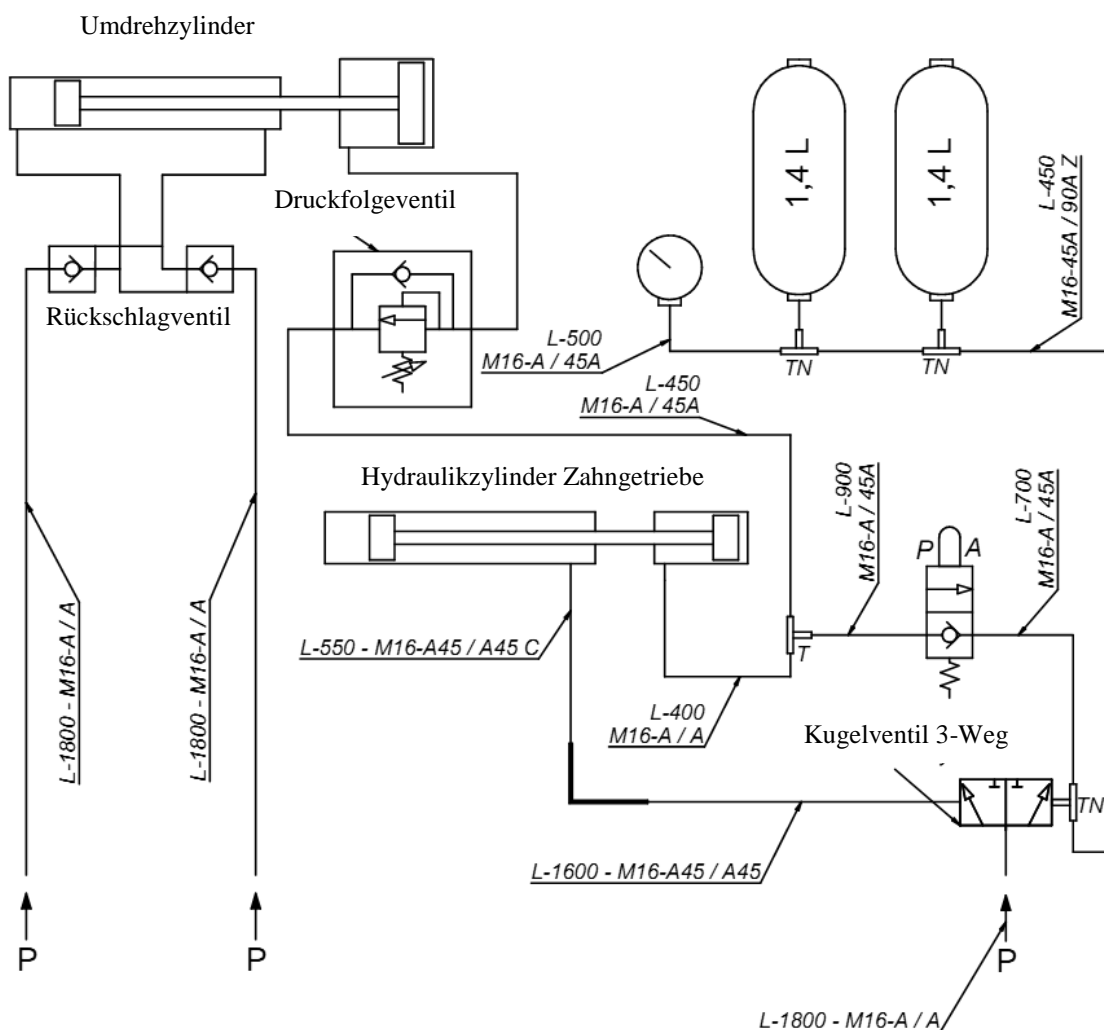 Umdrehzylinder
1,4 L
1,4 L
L-450
M16-45A / 90A Z
Druckfolgeventil
Rückschlagventil
L-500
M16-A / 45A
TN
TN
L-450
M16-A / 45A
Hydraulikzylinder Zahngetriebe
L-900
M16-A / 45A
L-700
M16-A / 45A
P A
L-1800 - M16-A / A
L-1800 - M16-A / A
L-550 - M16-A45 / A45 C
T
L-400
M16-A / A
Kugelventil 3-Weg
TN
L-1600 - M16-A45 / A45
P
P
P
L-1800 - M16-A / A